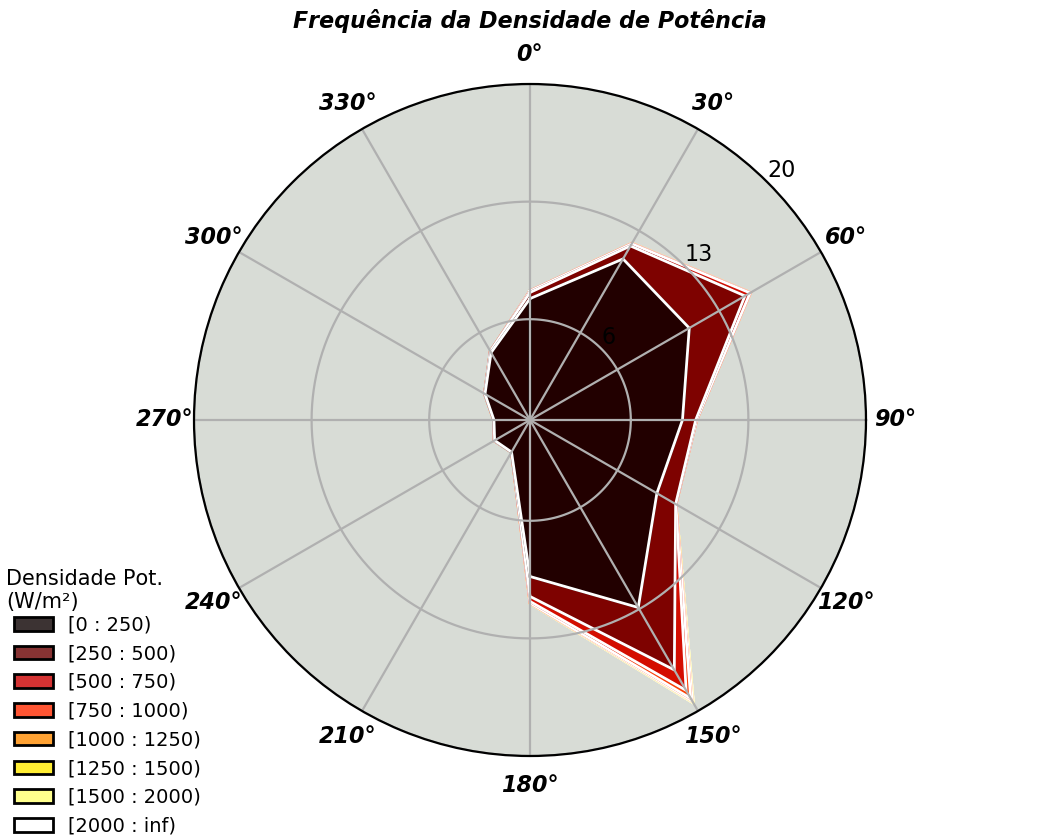 Frequência da Densidade de Potência
0°
330°
30°
20
300°
60°
13
6
270°
90°
240°
120°
210°
150°
180°
Densidade Pot.
(W/m²)
[0 : 250)
[250 : 500)
[500 : 750)
[750 : 1000)
[1000 : 1250)
[1250 : 1500)
[1500 : 2000)
[2000 : inf)